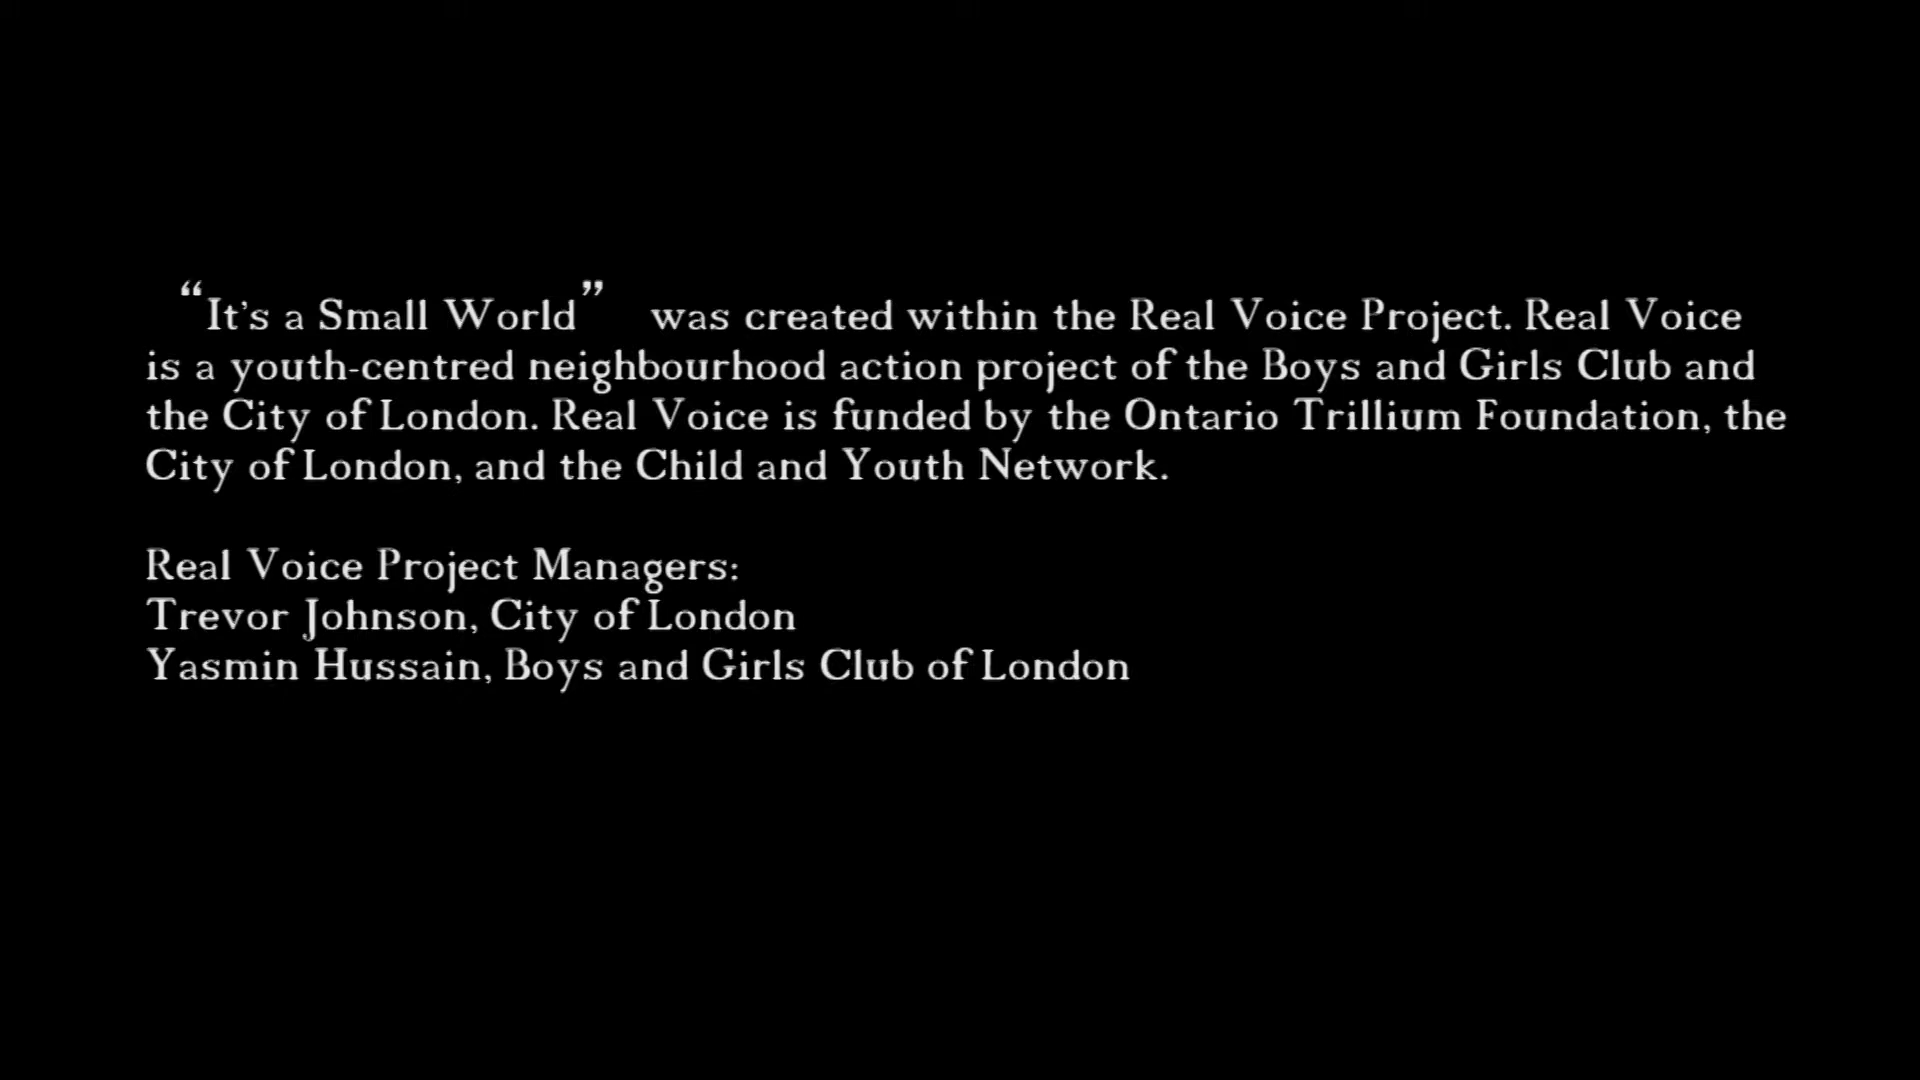 “It’s a Small World” was created within the Real Voice Project. Real Voice
is a youth-centred neighbourhood action project of the Boys and Girls Club and
the City of London. Real Voice is funded by the Ontario Trillium Foundation, the
City of London, and the Child and Youth Network.
Real Voice Project Managers:
Trevor Johnson, City of London
Yasmin Hussain, Boys and Girls Club of London